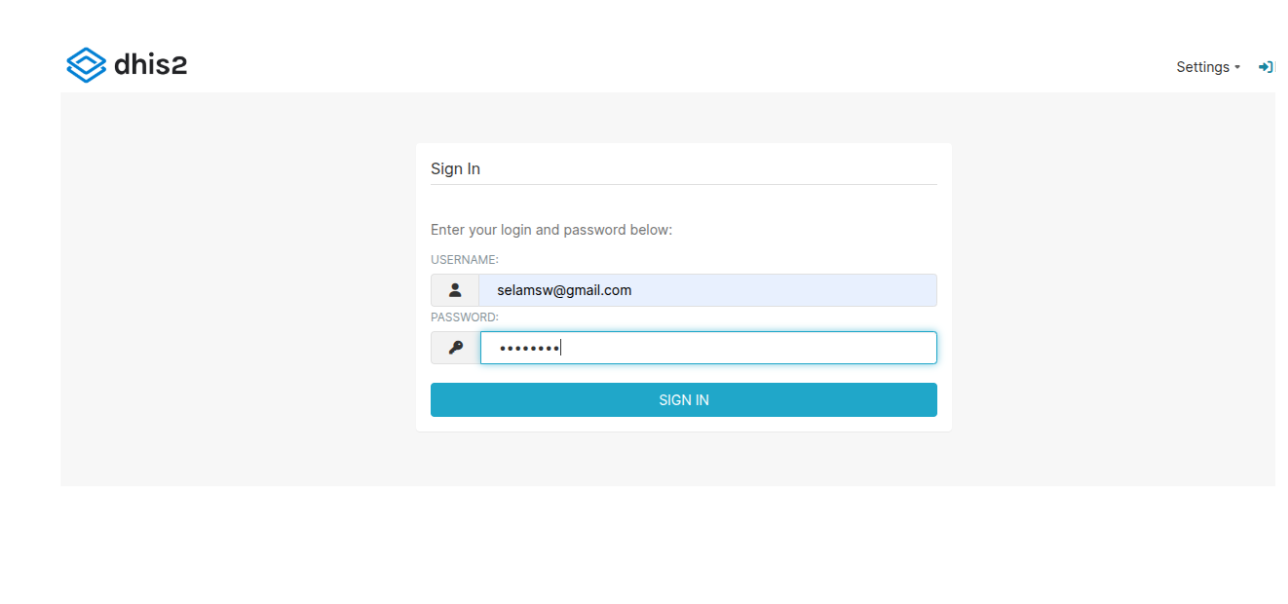 dhis2
Settings
Sign In
Enter your login and password below:
USERNAME:
selamsw@gmail.com
PASSWORD:
••••••••
SIGN IN